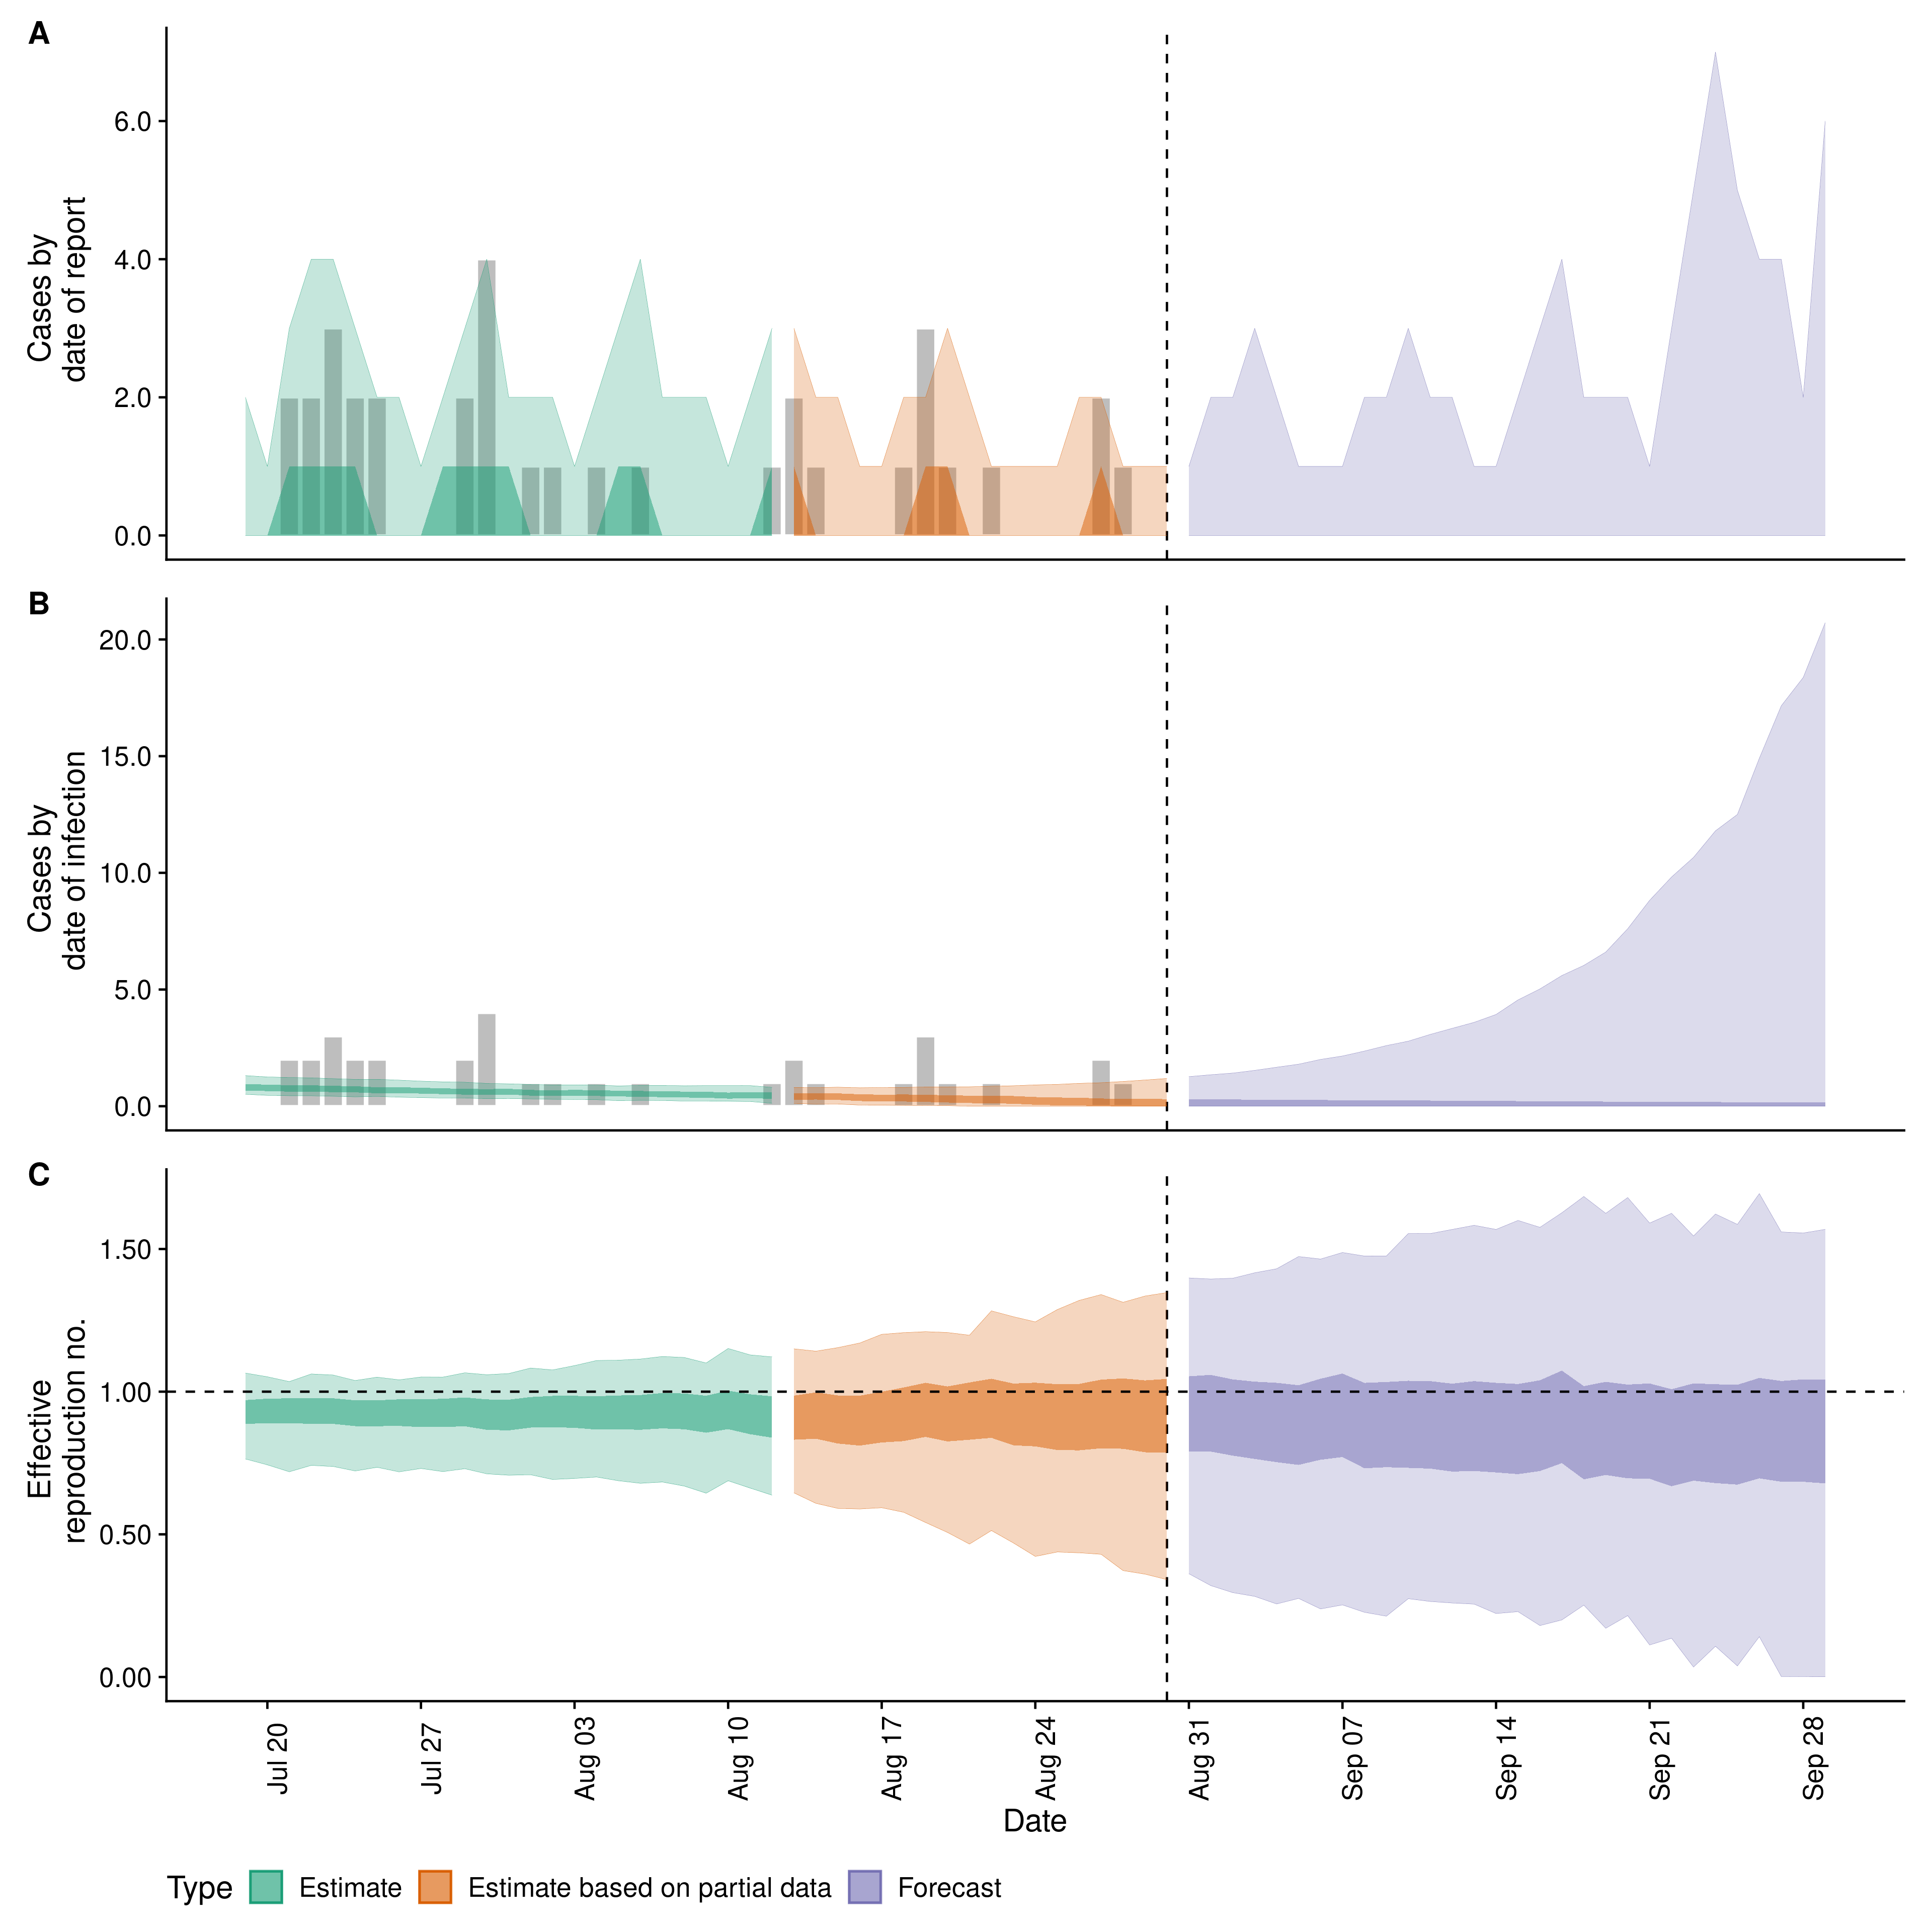 A
Cases by
date of report
6.0
4.0
2.0
0.0
B
Cases by
date of infection
20.0
15.0
10.0
5.0
0.0
C
Effective
reproduction no.
1.50
1.00
0.50
0.00
Jul 20
Jul 27
Aug 03
Aug 10
Aug 17
Aug 24
Aug 31
Sep 07
Sep 14
Sep 21
Sep 28
Date
Type Estimate Estimate based on partial data Forecast